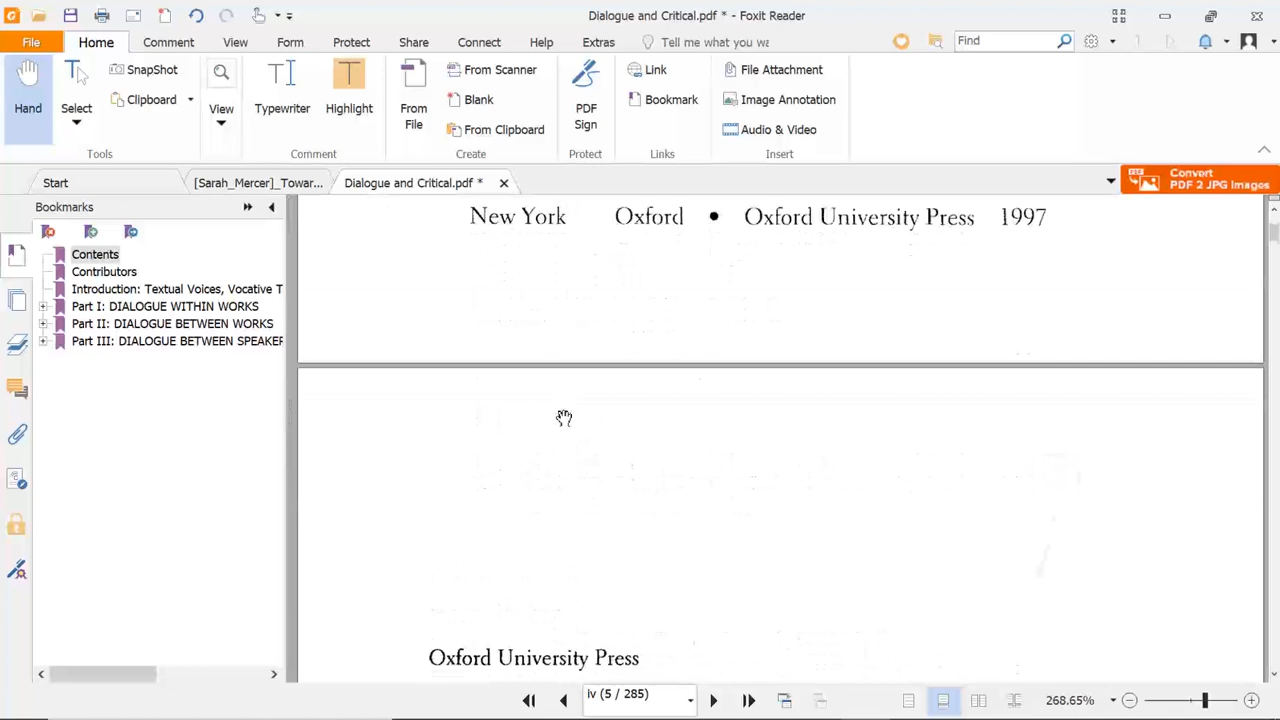 Dialogue and Critical.pdf * - Foxit Reader
File Home Comment View Form Protect Share Connect Help Extras Tell me what you wa Find
Hand Select SnapShot Clipboard View Typewriter Highlight From File From Scanner Blank From Clipboard PDF Sign Link Bookmark File Attachment Image Annotation Audio & Video
Tools Comment Create Protect Links Insert
Start [Sarah_Mercer]_Towar... Dialogue and Critical.pdf * Convert PDF 2 JPG Images
Bookmarks
New York Oxford • Oxford University Press 1997
Contents
Contributors
Introduction: Textual Voices, Vocative T
Part I: DIALOGUE WITHIN WORKS
Part II: DIALOGUE BETWEEN WORKS
Part III: DIALOGUE BETWEEN SPEAKER
Oxford University Press
iv (5 / 285) 268.65%